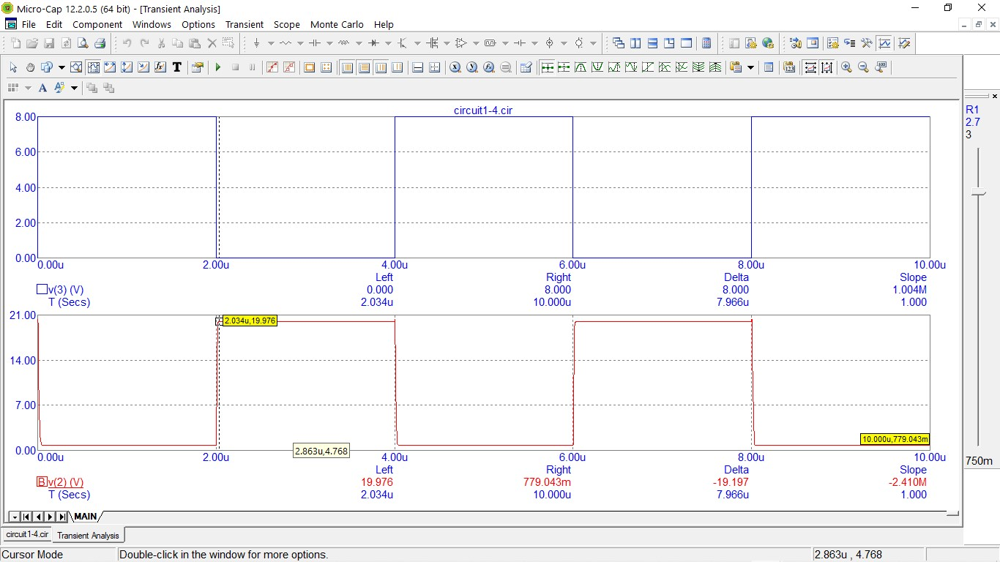 Micro-Cap 12.2.0.5 (64 bit) - [Transient Analysis]
File Edit Component Windows Options Transient Scope Monte Carlo Help
circuit1-4.cir
8.00
6.00
4.00
2.00
0.00
0.00u 2.00u 4.00u 6.00u 8.00u 10.00u
Left Right Delta Slope
v(3) (V) 0.000 8.000 8.000 1.004M
T (Secs) 2.034u 10.000u 7.966u 1.000
21.00
2.034u,19.976
14.00
7.00
10.000u,779.043m
0.00
2.863u,4.768
0.00u 2.00u 4.00u 6.00u 8.00u 10.00u
Left Right Delta Slope
B v(2) (V) 19.976 779.043m -19.197 -2.410M
T (Secs) 2.034u 10.000u 7.966u 1.000
R1
2.7
3
750m
MAIN
circuit1-4.cir Transient Analysis
Cursor Mode Double-click in the window for more options. 2.863u , 4.768